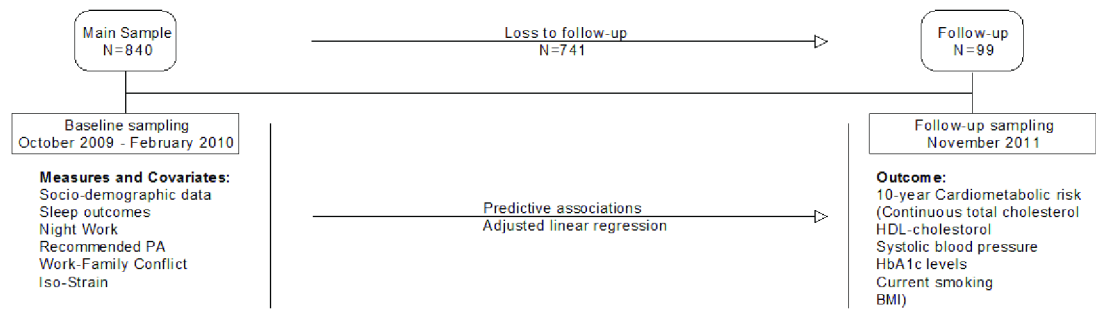 Main Sample
N=840
Loss to follow-up
N=741
Follow-up
N=99
Baseline sampling
October 2009 - February 2010
Follow-up sampling
November 2011
Measures and Covariates:
Socio-demographic data
Sleep outcomes
Night Work
Recommended PA
Work-Family Conflict
Iso-Strain
Predictive associations
Adjusted linear regression
Outcome:
10-year Cardiometabolic risk
(Continuous total cholesterol
HDL-cholestorol
Systolic blood pressure
HbA1c levels
Current smoking
BMI)